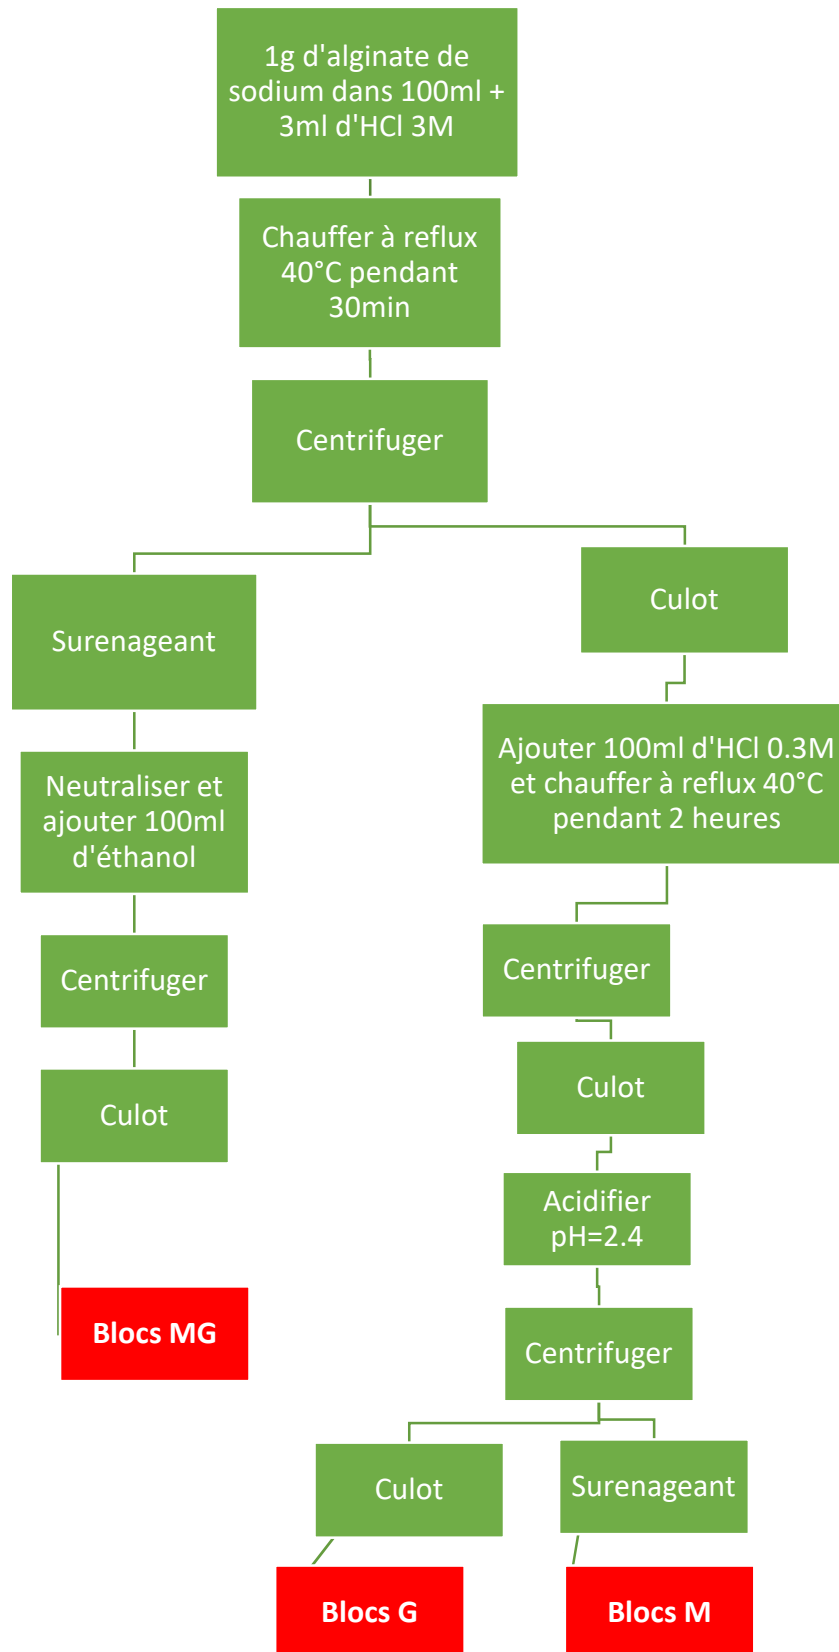 1g d'alginate de
sodium dans 100ml +
3ml d'HCl 3M
Chauffer à reflux
40°C pendant
30min
Centrifuger
Surenageant
Neutraliser et
ajouter 100ml
d'éthanol
Centrifuger
Culot
Blocs MG
Culot
Ajouter 100ml d'HCl 0.3M
et chauffer à reflux 40°C
pendant 2 heures
Centrifuger
Culot
Acidifier
pH=2.4
Centrifuger
Culot
Blocs G
Surenageant
Blocs M